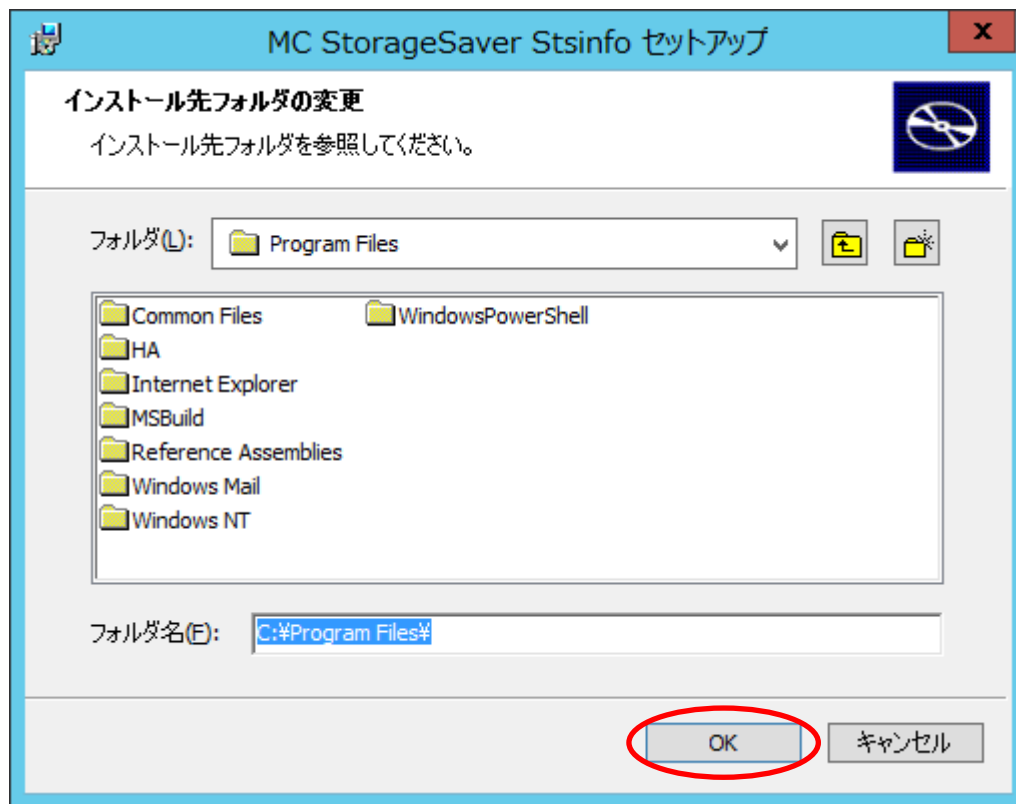 MC StorageSaver Stsinfo セットアップ
インストール先フォルダの変更
インストール先フォルダを参照してください。
フォルダ(L): Program Files
Common Files WindowsPowerShell
HA
Internet Explorer
MSBuild
Reference Assemblies
Windows Mail
Windows NT
フォルダ名(F): C:¥Program Files¥
OK キャンセル